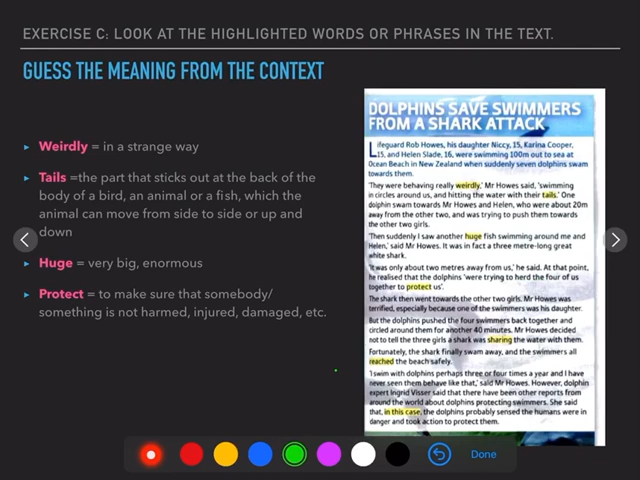 EXERCISE C: LOOK AT THE HIGHLIGHTED WORDS OR PHRASES IN THE TEXT.
GUESS THE MEANING FROM THE CONTEXT
Weirdly = in a strange way
Tails =the part that sticks out at the back of the
body of a bird, an animal or a fish, which the
animal can move from side to side or up and
down
Huge = very big, enormous
Protect = to make sure that somebody/
something is not harmed, injured, damaged, etc.
DOLPHINS SAVE SWIMMERS
FROM A SHARK ATTACK
Lifeguard Rob Howes, his daughter Niccy, 15, Karina Cooper,
15, and Helen Slade, 16, were swimming 100m out to sea at
Ocean Beach in New Zealand when suddenly seven dolphins swam
towards them.
'They were behaving really weirdly,' Mr Howes said, 'swimming
in circles around us, and hitting the water with their tails.' One
dolphin swam towards Mr Howes and Helen, who were about 20m
away from the other two, and was trying to push them towards
the other two girls.
'Then suddenly I saw another huge fish swimming around me and
Helen,' said Mr Howes. It was in fact a three metre-long great
white shark.
'It was only about two metres away from us,' he said. At that point,
he realised that the dolphins 'were trying to herd the four of us
together to protect us'.
The shark then went towards the other two girls. Mr Howes was
terrified, especially because one of the swimmers was his daughter.
But the dolphins pushed the four swimmers back together and
circled around them for another 40 minutes. Mr Howes decided
not to tell the three girls a shark was sharing the water with them.
Fortunately, the shark finally swam away, and the swimmers all
reached the beach safely.
'I swim with dolphins perhaps three or four times a year and I have
never seen them behave like that,' said Mr Howes. However, dolphin
expert Ingrid Visser said that there had been other reports from
around the world about dolphins protecting swimmers. She said
that, in this case, the dolphins probably sensed the humans were in
danger and took action to protect them.
Done